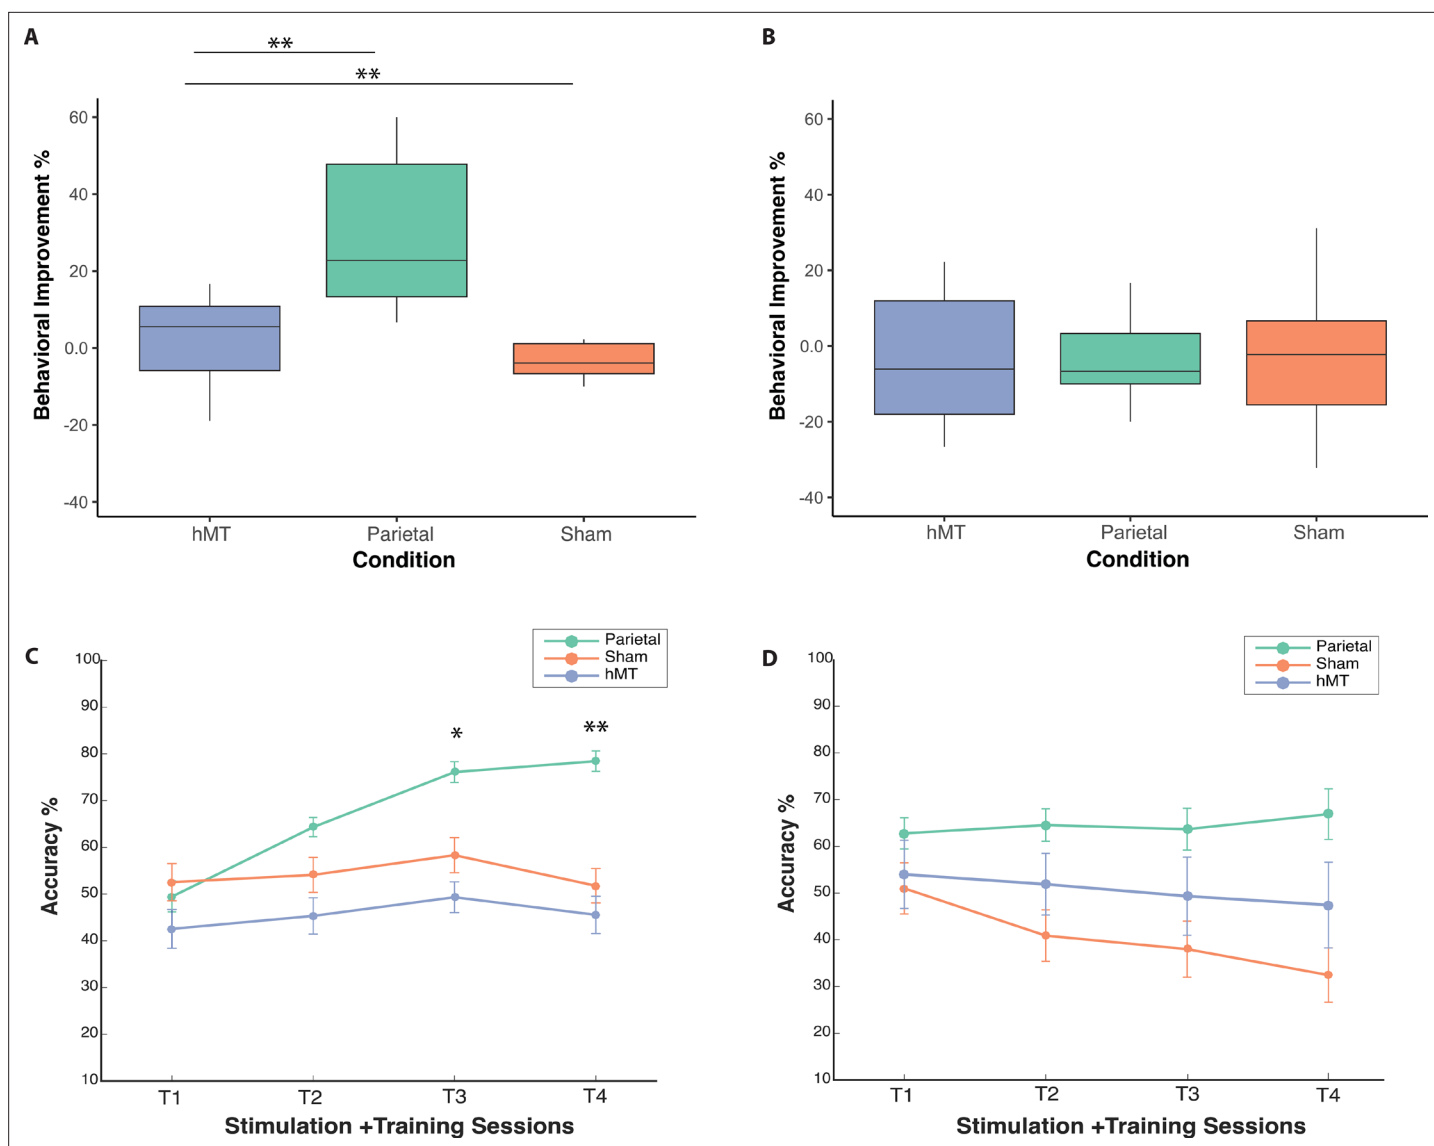 A
**
**
Behavioral Improvement %
60
40
20
0.0
-20
-40
hMT
Parietal
Sham
Condition
B
Behavioral Improvement %
60
40
20
0.0
-20
-40
hMT
Parietal
Sham
Condition
C
Parietal
Sham
hMT
*
**
Accuracy %
100
90
80
70
60
50
40
30
20
10
T1
T2
T3
T4
Stimulation +Training Sessions
D
Parietal
Sham
hMT
Accuracy %
100
90
80
70
60
50
40
30
20
10
T1
T2
T3
T4
Stimulation +Training Sessions